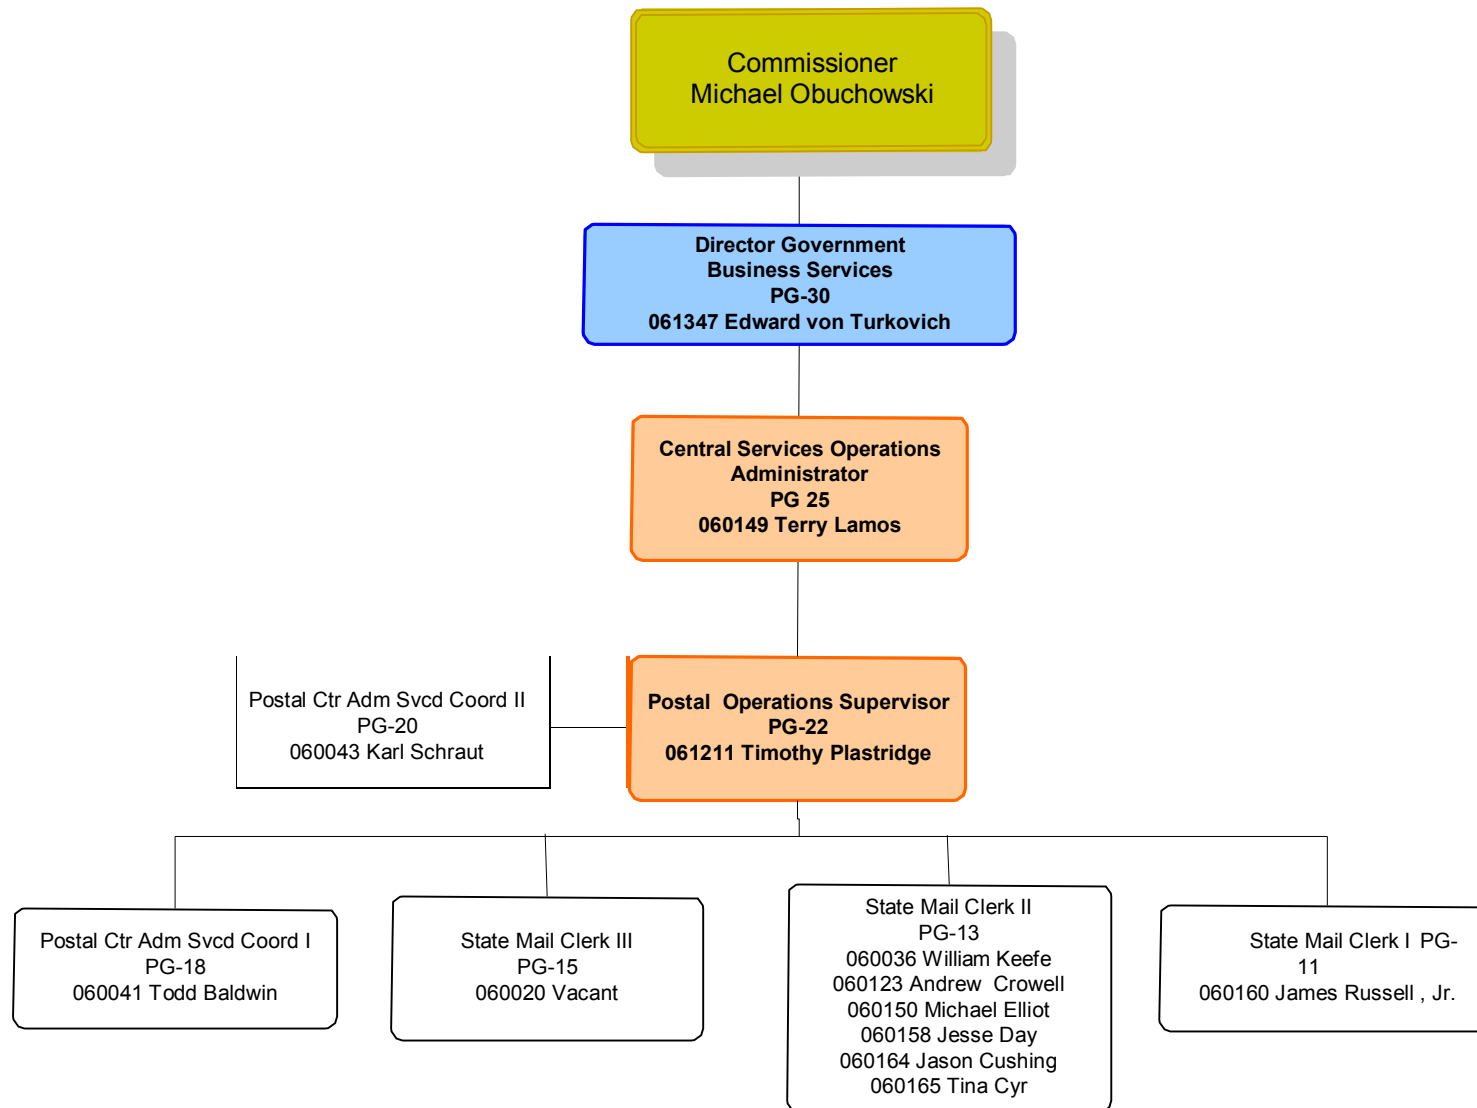 Commissioner
Michael Obuchowski
Director Government
Business Services
PG-30
061347 Edward von Turkovich
Central Services Operations
Administrator
PG 25
060149 Terry Lamos
Postal Ctr Adm Svcd Coord II
PG-20
060043 Karl Schraut
Postal Operations Supervisor
PG-22
061211 Timothy Plastridge
Postal Ctr Adm Svcd Coord I
PG-18
060041 Todd Baldwin
State Mail Clerk III
PG-15
060020 Vacant
State Mail Clerk II
PG-13
060036 William Keefe
060123 Andrew Crowell
060150 Michael Elliot
060158 Jesse Day
060164 Jason Cushing
060165 Tina Cyr
State Mail Clerk I PG-
11
060160 James Russell , Jr.